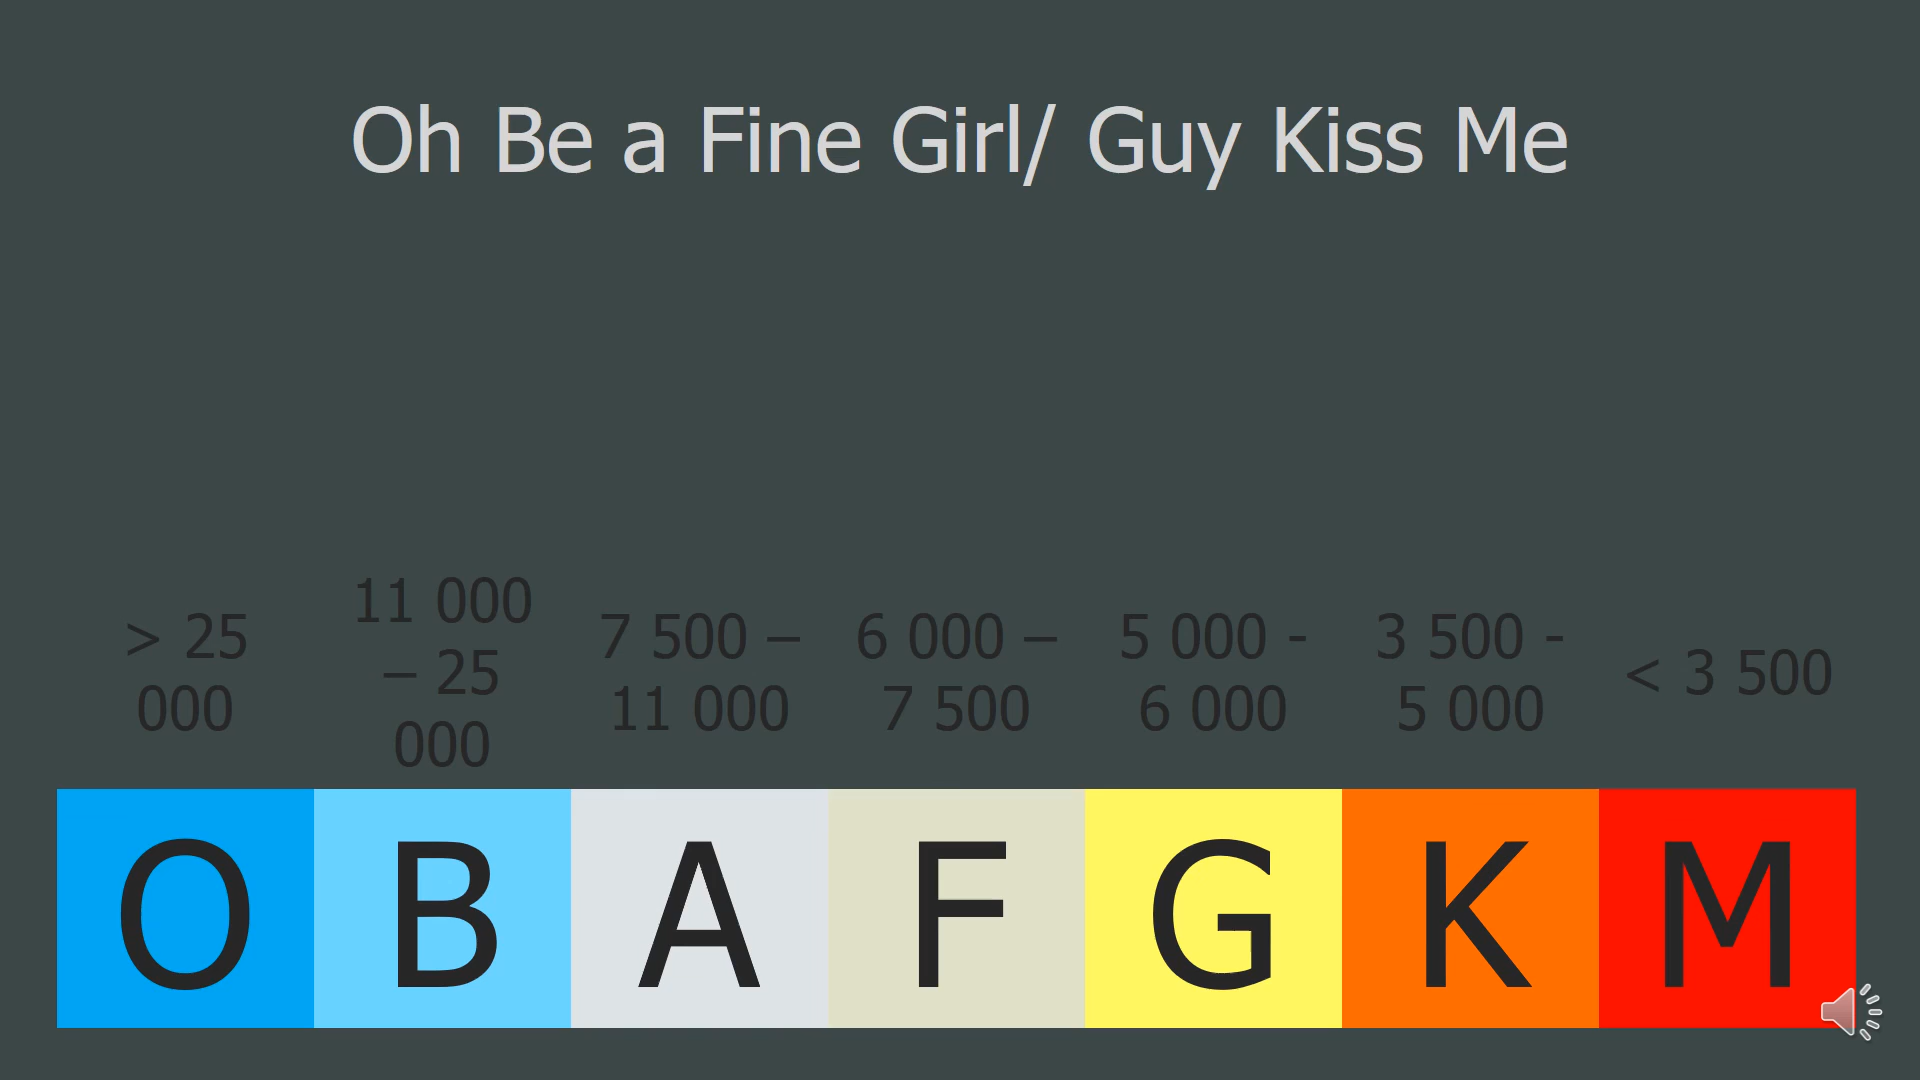 Oh Be a Fine Girl/ Guy Kiss Me
> 25
000
11 000
– 25
000
7 500 –
11 000
6 000 –
7 500
5 000 -
6 000
3 500 -
5 000
< 3 500
O B A F G K M